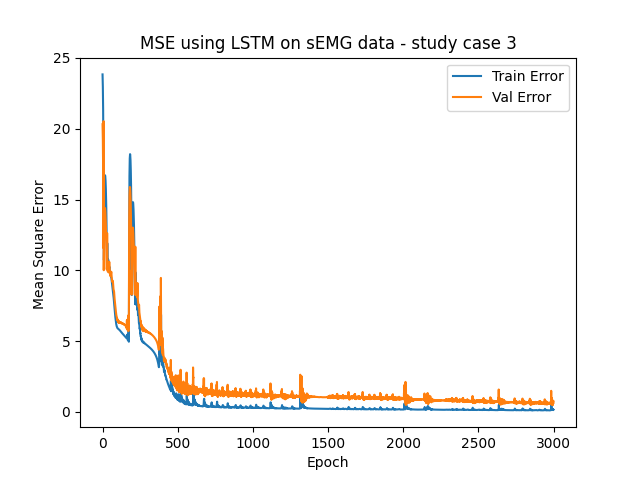 MSE using LSTM on sEMG data - study case 3
Train Error
Val Error
Mean Square Error
25
20
15
10
5
0
0 500 1000 1500 2000 2500 3000
Epoch